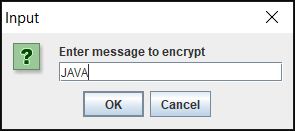 Input
Enter message to encrypt
JAVA
OK Cancel